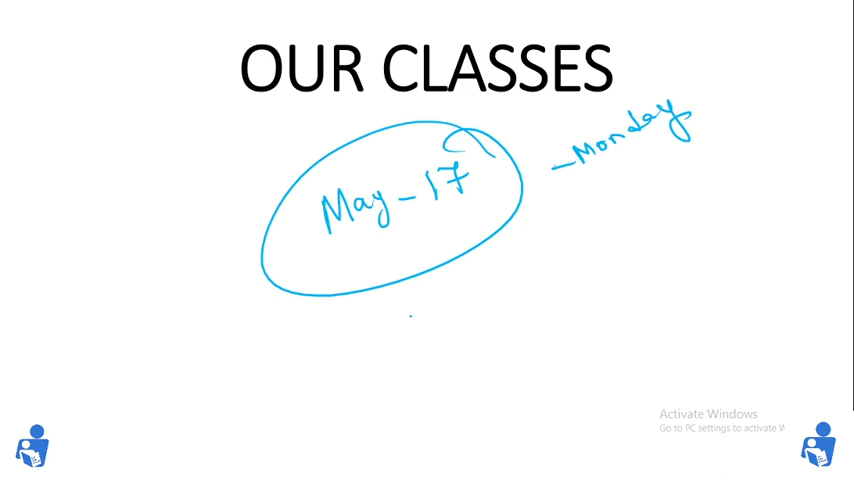 OUR CLASSES
May - 17
- Monday
Activate Windows
Go to PC settings to activate W